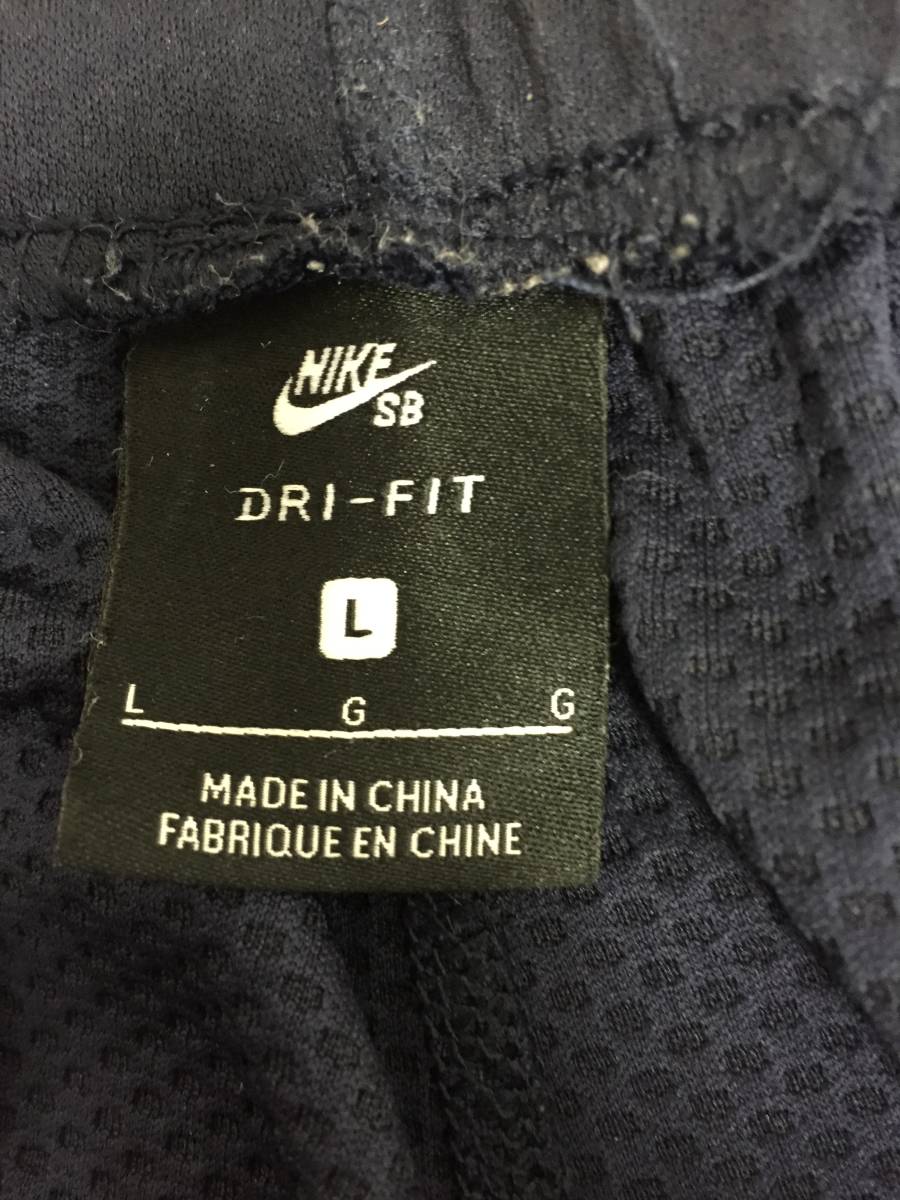 NIKE
SB
DRI-FIT
L
L G G
MADE IN CHINA
FABRIQUE EN CHINE